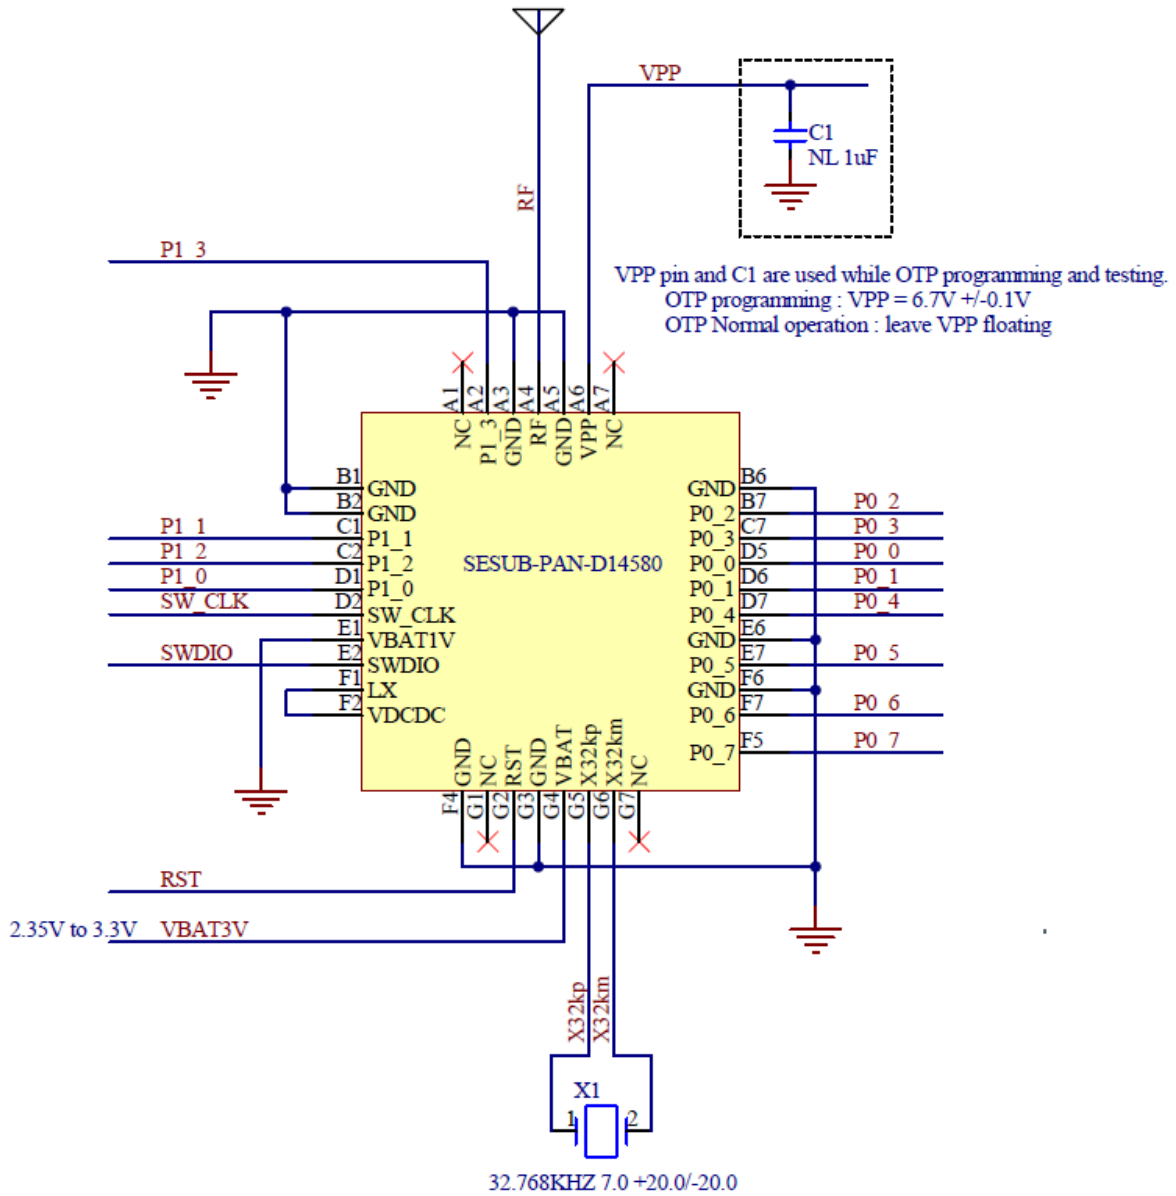 VPP
C1
NL 1uF
RF
P1_3
VPP pin and C1 are used while OTP programming and testing.
OTP programming : VPP = 6.7V +/-0.1V
OTP Normal operation : leave VPP floating
A1 A2 A3 A4 A5 A6 A7
NC P1_3 GND RF GND VPP NC
B1 GND
B2 GND
P1_1 C1 P1_1
P1_2 C2 P1_2
P1_0 D1 P1_0
SW_CLK D2 SW_CLK
E1 VBAT1V
SWDIO E2 SWDIO
F1 LX
F2 VDCDC
SESUB-PAN-D14580
GND B6
P0_2 B7 P0_2
P0_3 C7 P0_3
P0_0 D5 P0_0
P0_1 D6 P0_1
P0_4 D7 P0_4
GND E6
P0_5 E7 P0_5
GND F6
P0_6 F7 P0_6
P0_7 F5 P0_7
GND NC RST GND VBAT X32kp X32km NC
F4 G1 G2 G3 G4 G5 G6 G7
RST
2.35V to 3.3V VBAT3V
X32kp X32km
X1
1 2
32.768KHZ 7.0 +20.0/-20.0